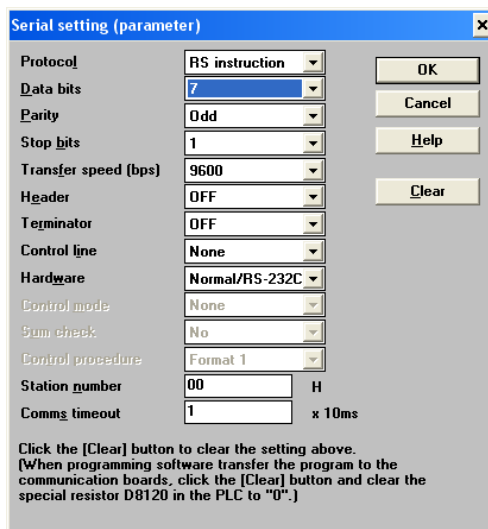 Serial setting (parameter)
Protocol RS instruction OK
Data bits 7
Cancel
Parity Odd
Stop bits 1 Help
Transfer speed (bps) 9600
Header OFF Clear
Terminator OFF
Control line None
Hardware Normal/RS-232C
Control mode None
Sum check No
Control procedure Format 1
Station number 00 H
Comms timeout 1 x 10ms
Click the [Clear] button to clear the setting above.
(When programming software transfer the program to the
communication boards, click the [Clear] button and clear the
special resistor D8120 in the PLC to "0".)